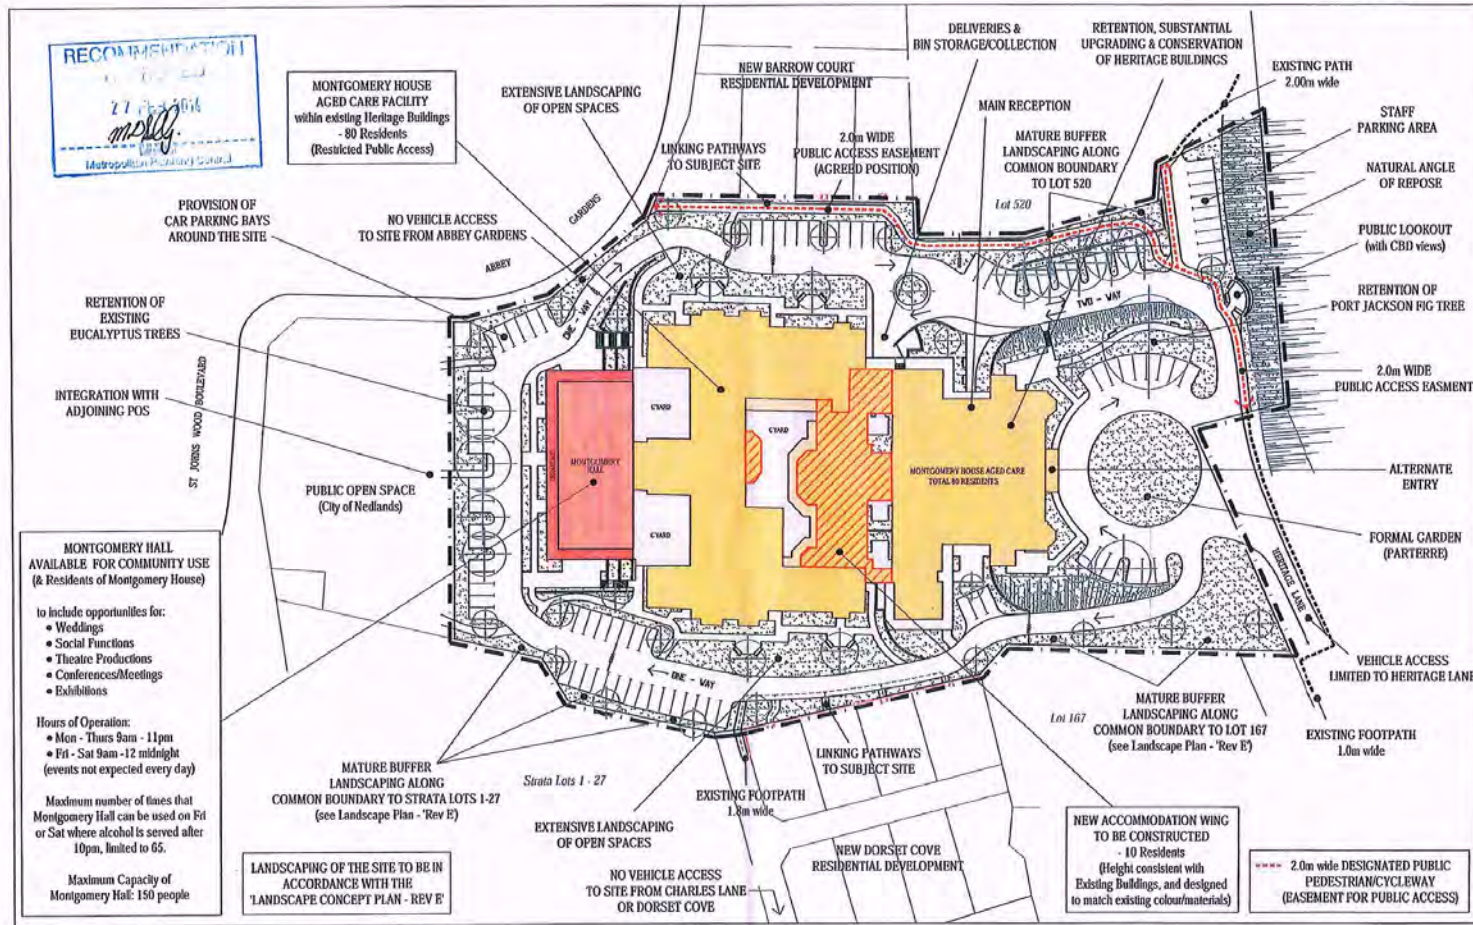 RECOMMENDATION
27 FEB
Metropolitan Planning Central
MONTGOMERY HOUSE
AGED CARE FACILITY
within existing Heritage Buildings
- 80 Residents
(Restricted Public Access)
EXTENSIVE LANDSCAPING
OF OPEN SPACES
NEW BARROW COURT
RESIDENTIAL DEVELOPMENT
DELIVERIES &
BIN STORAGE/COLLECTION
RETENTION, SUBSTANTIAL
UPGRADING & CONSERVATION
OF HERITAGE BUILDINGS
EXISTING PATH
2.00m wide
MAIN RECEPTION
STAFF
PARKING AREA
LINKING PATHWAYS
TO SUBJECT SITE
2.0m WIDE
PUBLIC ACCESS EASEMENT
(AGREED POSITION)
MATURE BUFFER
LANDSCAPING ALONG
COMMON BOUNDARY
TO LOT 520
Lot 520
NATURAL ANGLE
OF REPOSE
PROVISION OF
CAR PARKING BAYS
AROUND THE SITE
NO VEHICLE ACCESS
TO SITE FROM ABBEY GARDENS
ABBEY
GARDENS
PUBLIC LOOKOUT
(with CBD views)
RETENTION OF
EXISTING
EUCALYPTUS TREES
ONE - WAY
TWO - WAY
RETENTION OF
PORT JACKSON FIG TREE
INTEGRATION WITH
ADJOINING POS
ST JOHNS WOOD BOULEVARD
2.0m WIDE
PUBLIC ACCESS EASMENT
CYARD
CYARD
CYARD
MONTGOMERY
HALL
MONTGOMERY HOUSE AGED CARE
TOTAL 80 RESIDENTS
PUBLIC OPEN SPACE
(City of Nedlands)
ALTERNATE
ENTRY
FORMAL GARDEN
(PARTERRE)
HERITAGE LANE
VEHICLE ACCESS
LIMITED TO HERITAGE LANE
EXISTING FOOTPATH
1.0m wide
MONTGOMERY HALL
AVAILABLE FOR COMMUNITY USE
(& Residents of Montgomery House)
to include opportunities for:
• Weddings
• Social Functions
• Theatre Productions
• Conferences/Meetings
• Exhibitions
Hours of Operation:
• Mon - Thurs 9am - 11pm
• Fri - Sat 9am -12 midnight
(events not expected every day)
Maximum number of times that
Montgomery Hall can be used on Fri
or Sat where alcohol is served after
10pm, limited to 65.
Maximum Capacity of
Montgomery Hall: 150 people
ONE - WAY
MATURE BUFFER
LANDSCAPING ALONG
COMMON BOUNDARY TO STRATA LOTS 1-27
(see Landscape Plan - 'Rev E')
Strata Lots 1 - 27
EXISTING FOOTPATH
1.8m wide
LINKING PATHWAYS
TO SUBJECT SITE
Lot 167
MATURE BUFFER
LANDSCAPING ALONG
COMMON BOUNDARY TO LOT 167
(see Landscape Plan - 'Rev E')
EXTENSIVE LANDSCAPING
OF OPEN SPACES
NEW DORSET COVE
RESIDENTIAL DEVELOPMENT
LANDSCAPING OF THE SITE TO BE IN
ACCORDANCE WITH THE
'LANDSCAPE CONCEPT PLAN - REV E'
NO VEHICLE ACCESS
TO SITE FROM CHARLES LANE
OR DORSET COVE
NEW ACCOMMODATION WING
TO BE CONSTRUCTED
- 10 Residents
(Height consistent with
Existing Buildings, and designed
to match existing colour/materials)
2.0m wide DESIGNATED PUBLIC
PEDESTRIAN/CYCLEWAY
(EASEMENT FOR PUBLIC ACCESS)